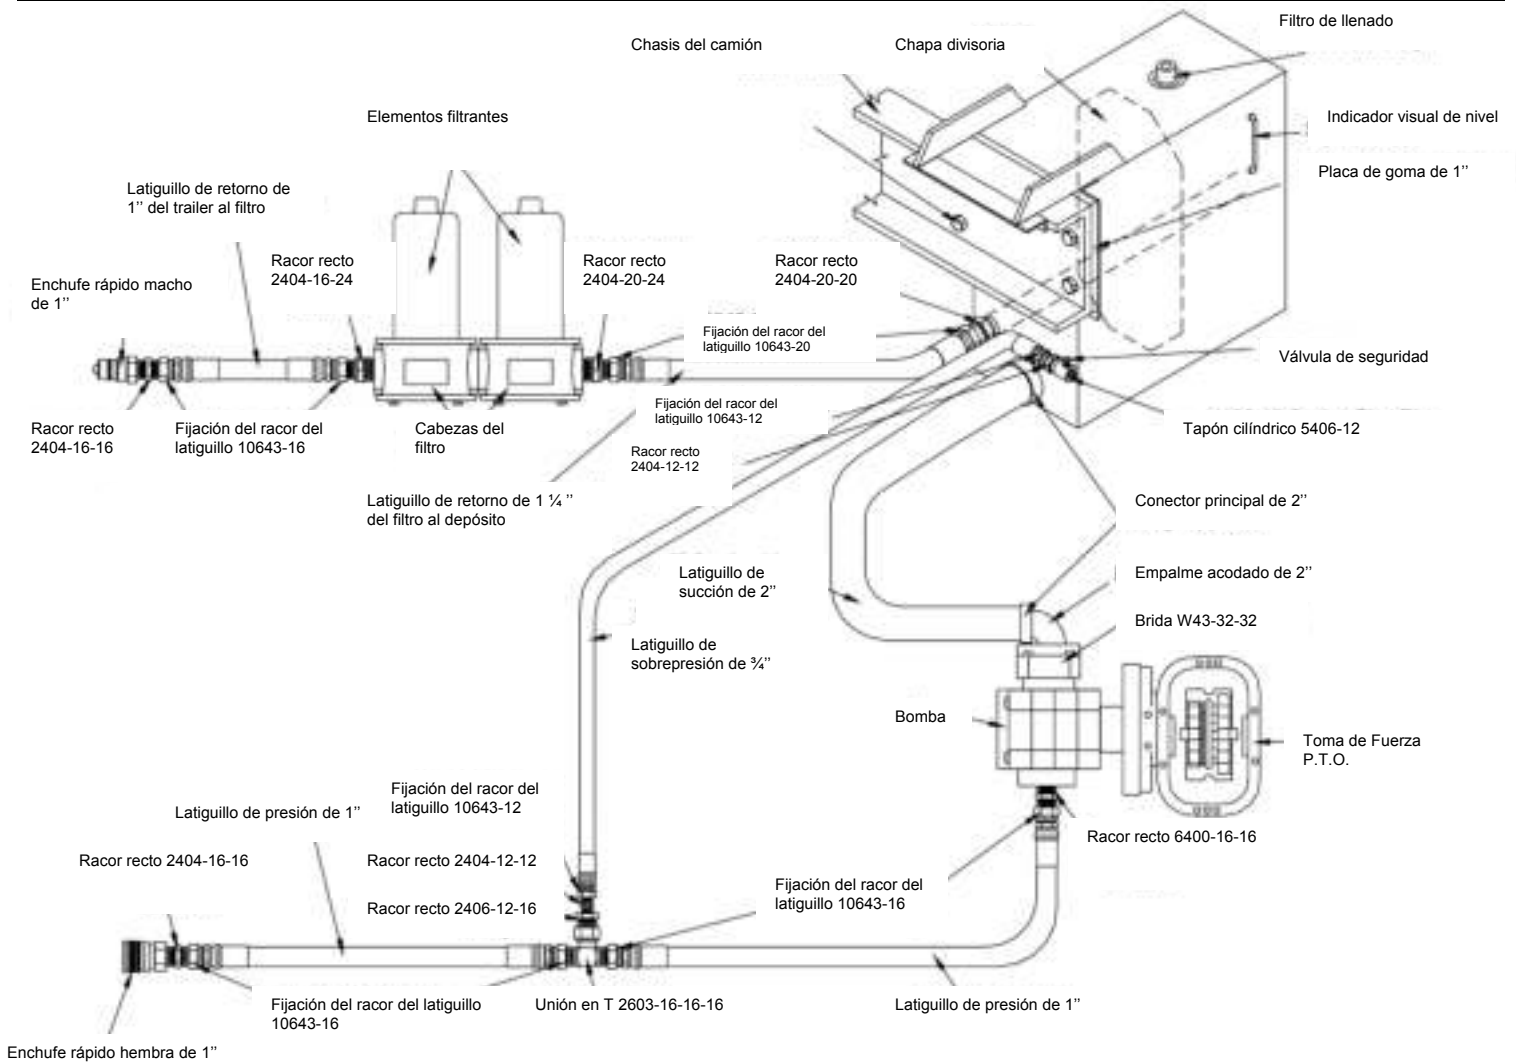 Filtro de llenado
Chasis del camión
Chapa divisoria
Elementos filtrantes
Indicador visual de nivel
Placa de goma de 1’’
Latiguillo de retorno de
1’’ del trailer al filtro
Racor recto
2404-16-24
Racor recto
2404-20-24
Racor recto
2404-20-20
Enchufe rápido macho
de 1’’
Fijación del racor del
latiguillo 10643-20
Válvula de seguridad
Fijación del racor del
latiguillo 10643-12
Racor recto
2404-16-16
Fijación del racor del
latiguillo 10643-16
Cabezas del
filtro
Tapón cilíndrico 5406-12
Racor recto
2404-12-12
Latiguillo de retorno de 1 ¼ ’’
del filtro al depósito
Conector principal de 2’’
Latiguillo de
succión de 2’’
Empalme acodado de 2’’
Brida W43-32-32
Latiguillo de
sobrepresión de ¾’’
Bomba
Toma de Fuerza
P.T.O.
Fijación del racor del
latiguillo 10643-12
Latiguillo de presión de 1’’
Racor recto 6400-16-16
Racor recto 2404-16-16
Racor recto 2404-12-12
Fijación del racor del
latiguillo 10643-16
Racor recto 2406-12-16
Fijación del racor del latiguillo
10643-16
Unión en T 2603-16-16-16
Latiguillo de presión de 1’’
Enchufe rápido hembra de 1’’